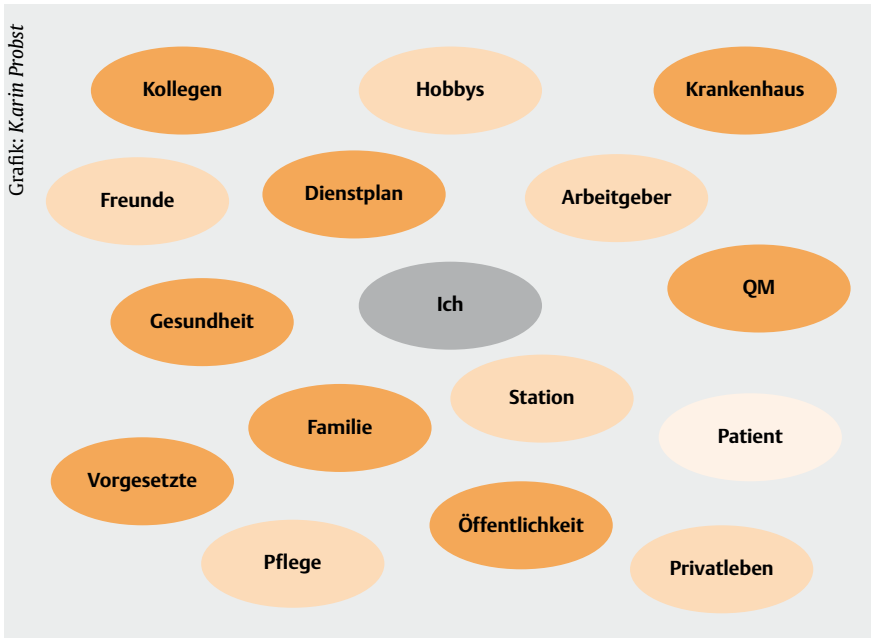 Grafik: Karin Probst
Kollegen
Hobbys
Krankenhaus
Freunde
Dienstplan
Arbeitgeber
Gesundheit
Ich
QM
Familie
Station
Patient
Vorgesetzte
Öffentlichkeit
Pflege
Privatleben